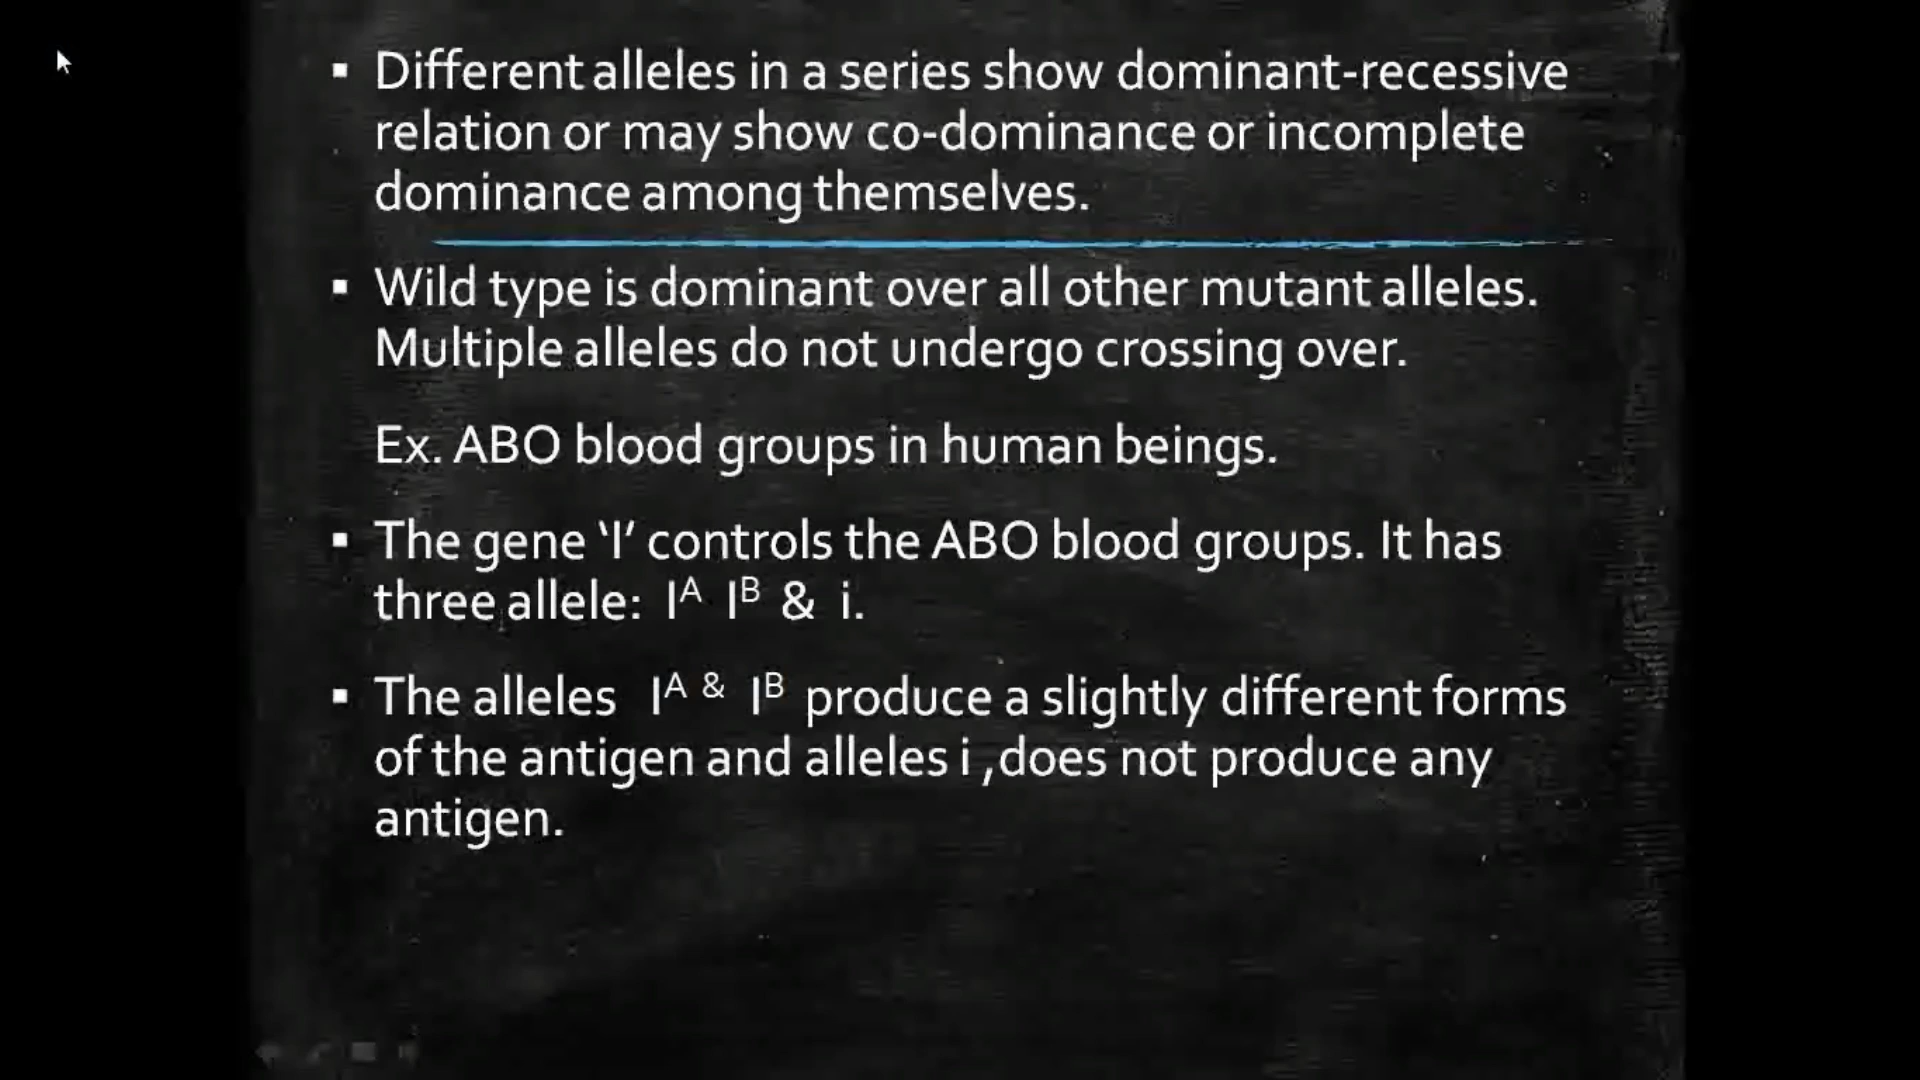 ▪ Different alleles in a series show dominant-recessive
relation or may show co-dominance or incomplete
dominance among themselves.
▪ Wild type is dominant over all other mutant alleles.
Multiple alleles do not undergo crossing over.
Ex. ABO blood groups in human beings.
▪ The gene ‘I’ controls the ABO blood groups. It has
three allele: Iᴬ Iᴮ & i.
▪ The alleles Iᴬ & Iᴮ produce a slightly different forms
of the antigen and alleles i ,does not produce any
antigen.